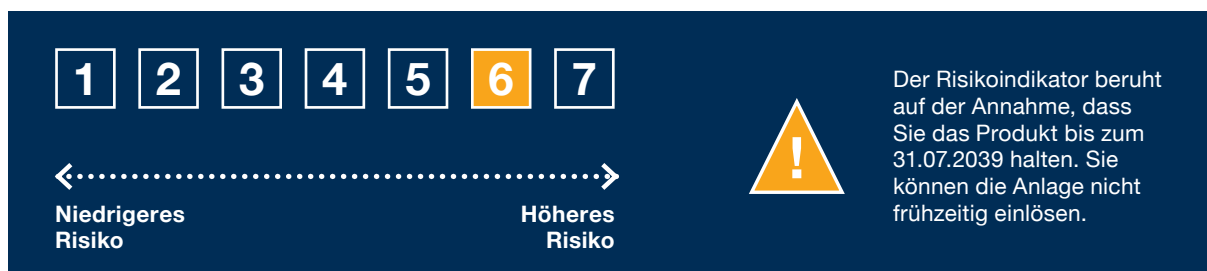 1 2 3 4 5 6 7
Niedrigeres
Risiko
Höheres
Risiko
!
Der Risikoindikator beruht
auf der Annahme, dass
Sie das Produkt bis zum
31.07.2039 halten. Sie
können die Anlage nicht
frühzeitig einlösen.